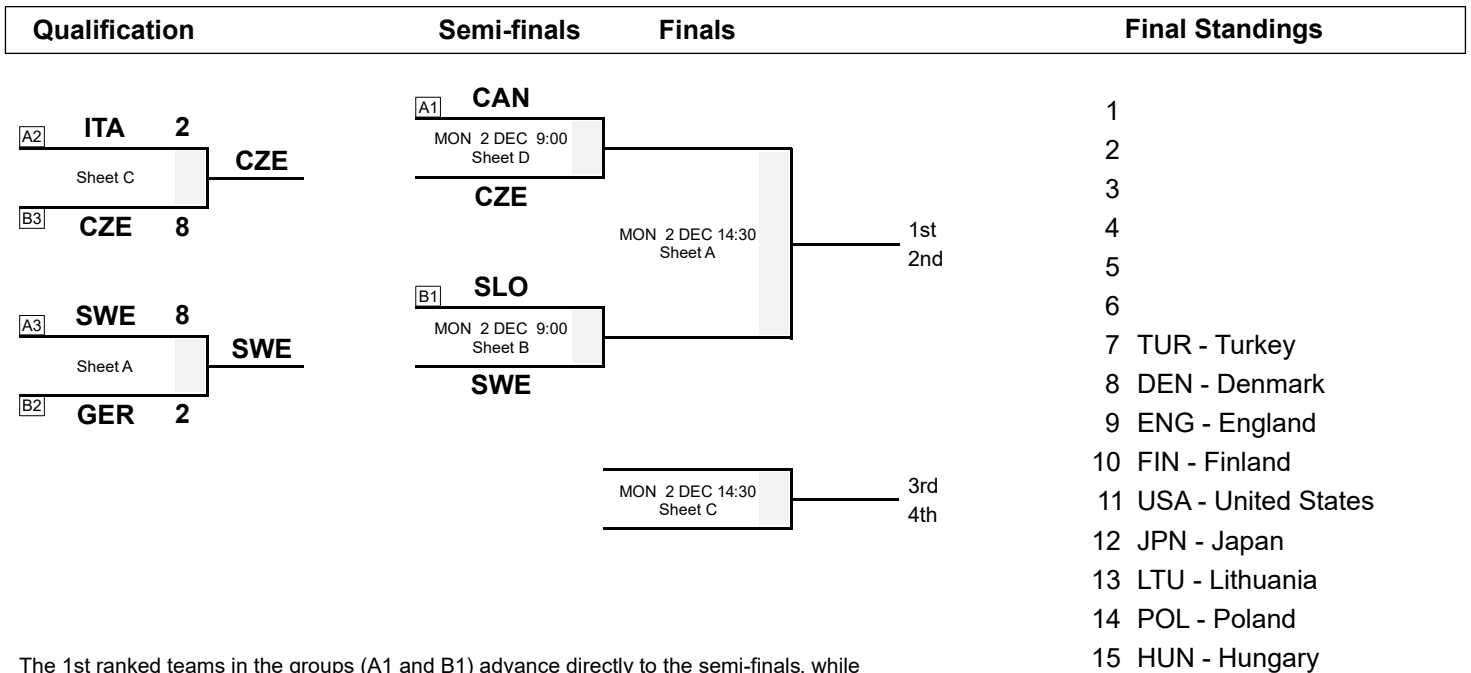 Qualification Semi-finals Finals Final Standings
A2 ITA 2
Sheet C
B3 CZE 8
CZE
A3 SWE 8
Sheet A
B2 GER 2
SWE
A1 CAN
MON 2 DEC 9:00
Sheet D
CZE
B1 SLO
MON 2 DEC 9:00
Sheet B
SWE
MON 2 DEC 14:30
Sheet A
1st
2nd
MON 2 DEC 14:30
Sheet C
3rd
4th
1
2
3
4
5
6
7 TUR - Turkey
8 DEN - Denmark
9 ENG - England
10 FIN - Finland
11 USA - United States
12 JPN - Japan
13 LTU - Lithuania
14 POL - Poland
15 HUN - Hungary
The 1st ranked teams in the groups (A1 and B1) advance directly to the semi-finals, while